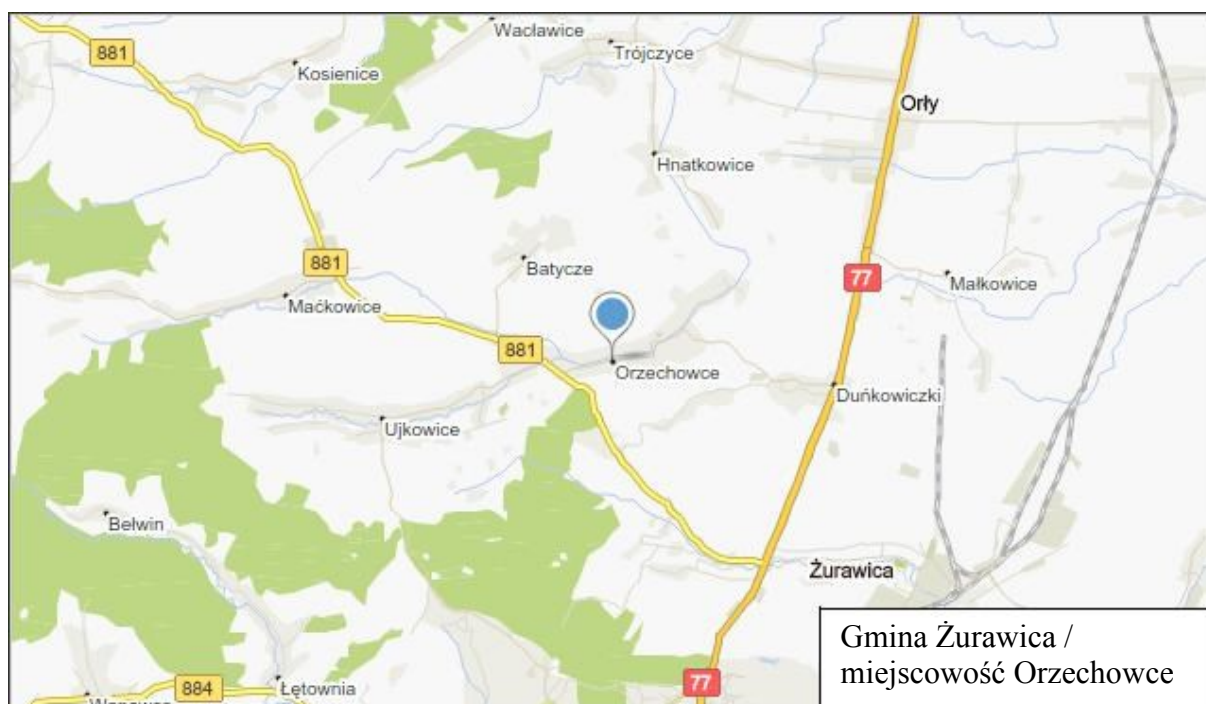 Wacławice
Trójczyce
881
Kosienice
Orły
Hnatkowice
881
Batycze
77
Małkowice
Maćkowice
881
Orzechowce
Duńkowiczki
Ujkowice
Bełwin
Żurawica
Gmina Żurawica /
miejscowość Orzechowce
884
Łętownia
77